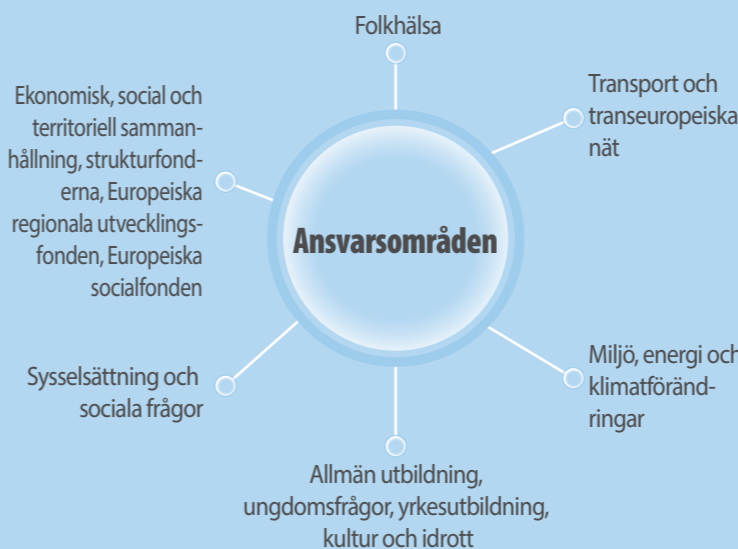 Folkhälsa
Transport och
transeuropeiska
nät
Ekonomisk, social och
territoriell samman-
hållning, strukturfond-
erna, Europeiska
regionala utvecklings-
fonden, Europeiska
socialfonden
Ansvarsområden
Miljö, energi och
klimatföränd-
ringar
Sysselsättning och
sociala frågor
Allmän utbildning,
ungdomsfrågor, yrkesutbildning,
kultur och idrott